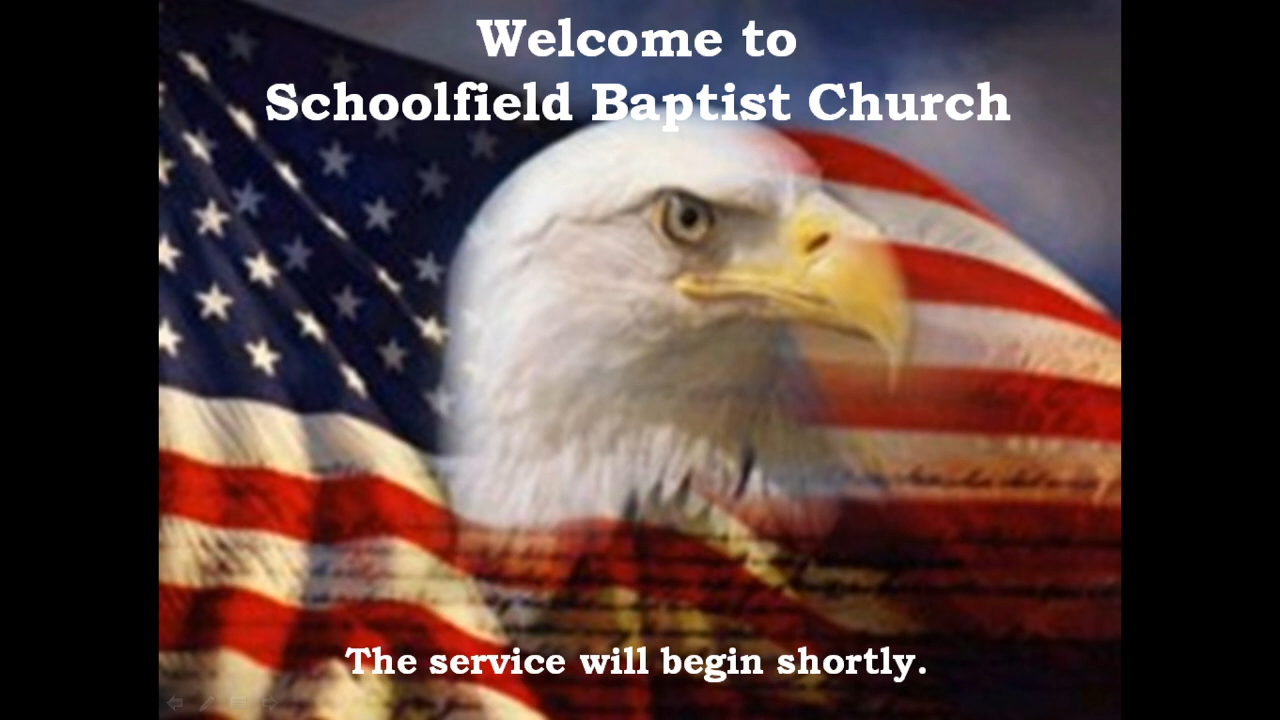 Welcome to
Schoolfield Baptist Church
The service will begin shortly.